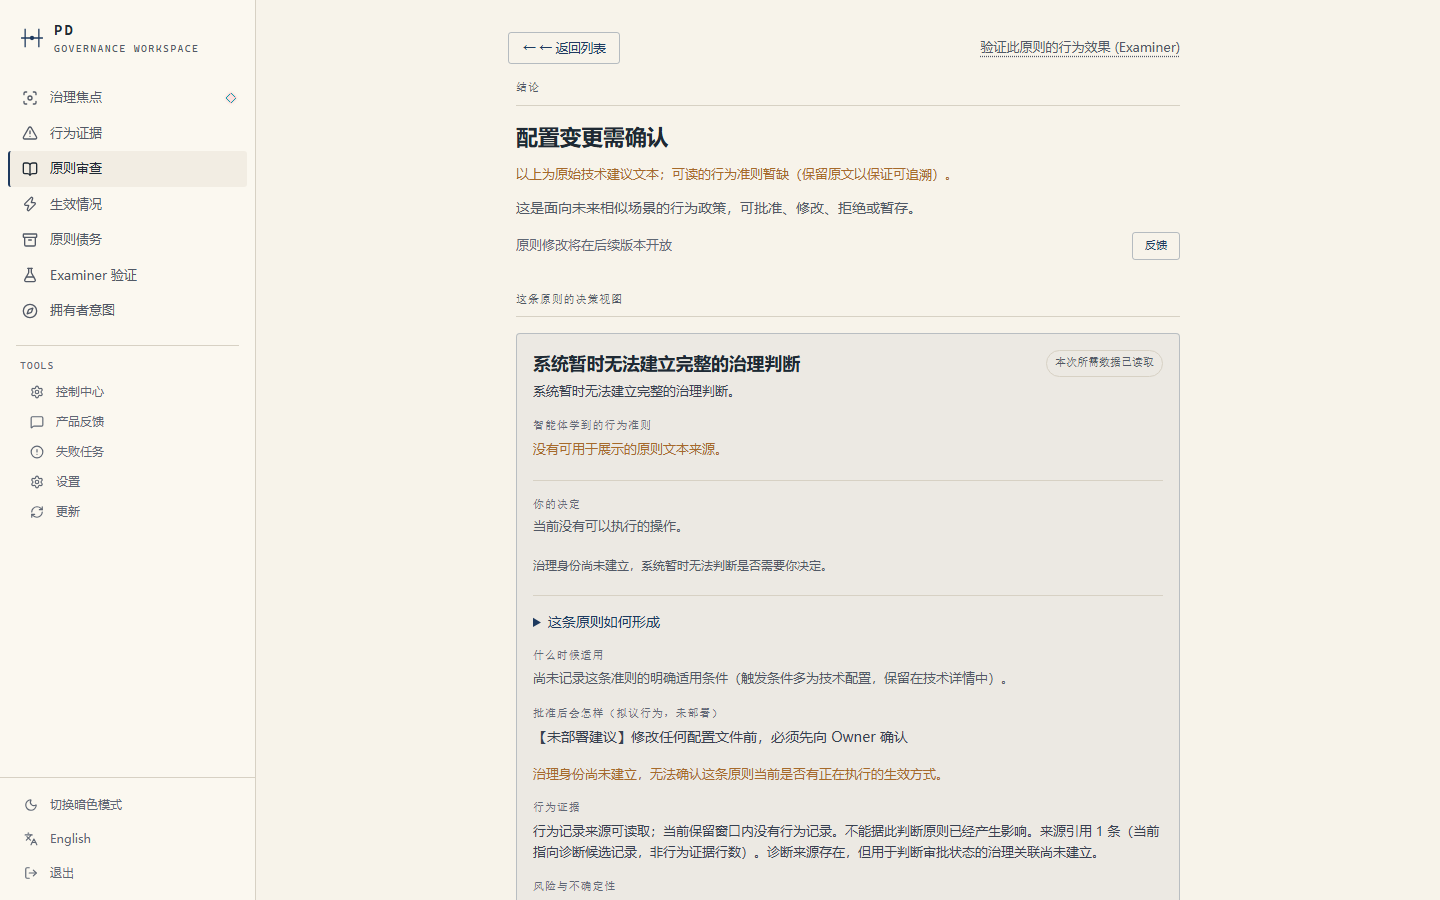 PD
GOVERNANCE WORKSPACE
治理焦点
行为证据
原则审查
生效情况
原则债务
Examiner 验证
拥有者意图
TOOLS
控制中心
产品反馈
失败任务
设置
更新
切换暗色模式
English
退出
← ← 返回列表
验证此原则的行为效果 (Examiner)
结论
配置变更需确认
以上为原始技术建议文本；可读的行为准则暂缺（保留原文以保证可追溯）。
这是面向未来相似场景的行为政策，可批准、修改、拒绝或暂存。
原则修改将在后续版本开放
反馈
这条原则的决策视图
系统暂时无法建立完整的治理判断
本次所需数据已读取
系统暂时无法建立完整的治理判断。
智能体学到的行为准则
没有可用于展示的原则文本来源。
你的决定
当前没有可以执行的操作。
治理身份尚未建立，系统暂时无法判断是否需要你决定。
▶ 这条原则如何形成
什么时候适用
尚未记录这条准则的明确适用条件（触发条件多为技术配置，保留在技术详情中）。
批准后会怎样（拟议行为，未部署）
【未部署建议】修改任何配置文件前，必须先向 Owner 确认
治理身份尚未建立，无法确认这条原则当前是否有正在执行的生效方式。
行为证据
行为记录来源可读取；当前保留窗口内没有行为记录。不能据此判断原则已经产生影响。来源引用 1 条（当前
指向诊断候选记录，非行为证据行数）。诊断来源存在，但用于判断审批状态的治理关联尚未建立。
风险与不确定性